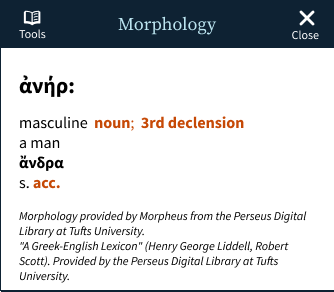 Morphology
Tools
Close
ἀνήρ:
masculine noun; 3rd declension
a man
ἄνδρα
s. acc.
Morphology provided by Morpheus from the Perseus Digital
Library at Tufts University.
"A Greek-English Lexicon" (Henry George Liddell, Robert
Scott). Provided by the Perseus Digital Library at Tufts
University.